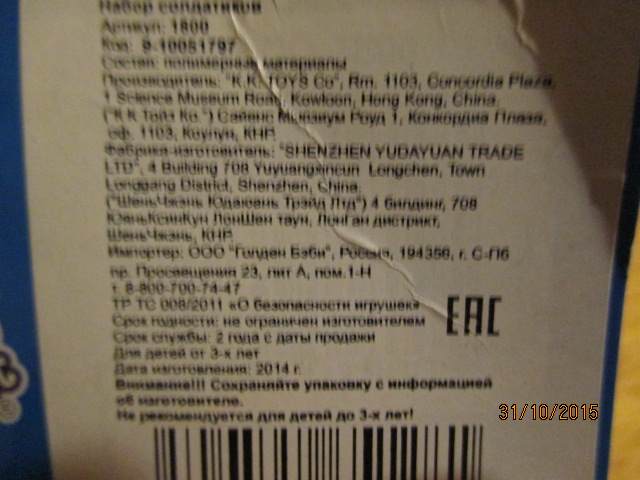 Набор солдатиков
Артикул: 1800
Код: 9-10051797
Состав: полимерные материалы
Производитель: "K.K. TOYS Co", Rm. 1103, Concordia Plaza,
1 Science Museum Road, Kowloon, Hong Kong, China.
("К К Тойз Ко.") Сайенс Мьюзиум Роуд 1, Конкордиа Плаза,
оф. 1103, Коулун, КНР
Фабрика-изготовитель: "SHENZHEN YUDAYUAN TRADE
LTD", 4 Building 708 Yuyuangxincun Longchen, Town
Longgang District, Shenzhen, China.
("ШеньЧжэнь Юдаюань Трэйд Лтд") 4 билдинг, 708
ЮаньКсинКун ЛонШен таун, ЛонГан дистрикт,
ШеньЧжэнь, КНР
Импортер: ООО "Голден Бэби", Россия, 194356, г. С-Пб
пр. Просвещения 23, лит А, пом.1-Н
т. 8-800-700-74-47
ТР ТС 008/2011 «О безопасности игрушек»
Срок годности: не ограничен изготовителем
Срок службы: 2 года с даты продажи
Для детей от 3-х лет
Дата изготовления: 2014 г.
Внимание!!! Сохраняйте упаковку с информацией
об изготовителе.
Не рекомендуется для детей до 3-х лет!
EAC
31/10/2015